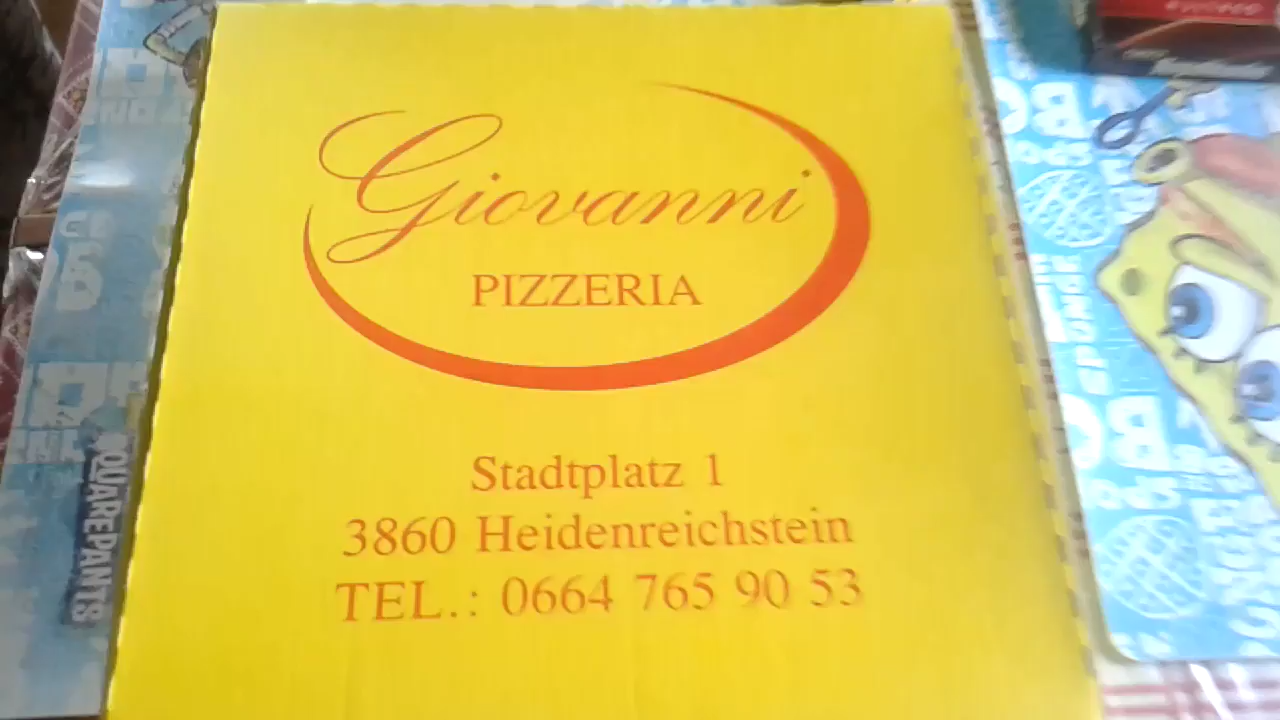 Giovanni
PIZZERIA
Stadtplatz 1
3860 Heidenreichstein
TEL.: 0664 765 90 53
SQUAREPANTS